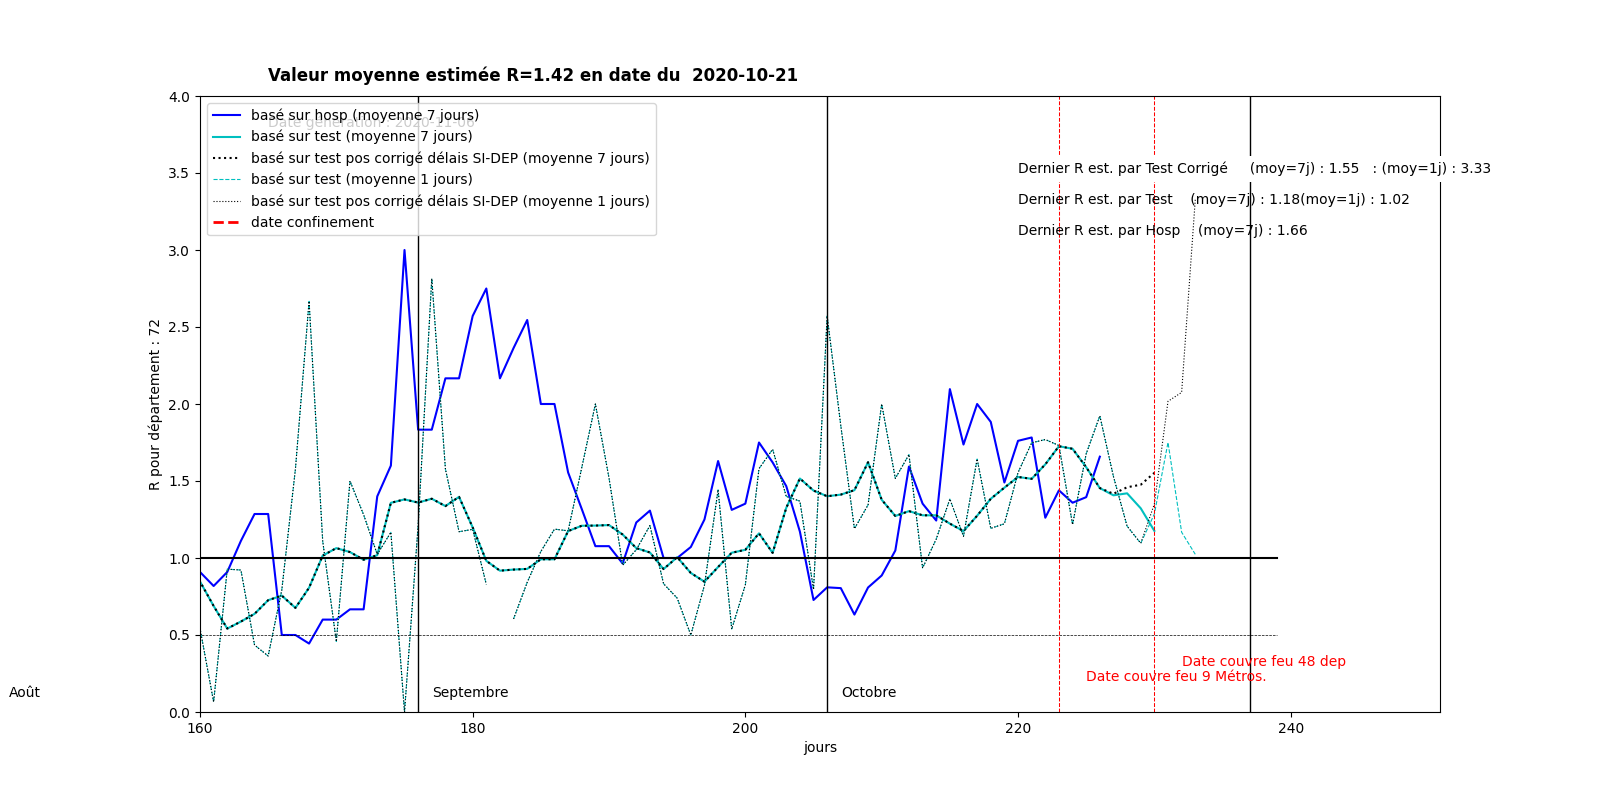 Valeur moyenne estimée R=1.42 en date du  2020-10-21
4.0
3.5
3.0
2.5
2.0
1.5
1.0
0.5
0.0
R pour département : 72
basé sur hosp (moyenne 7 jours)
Date génération : 2020-11-06
basé sur test (moyenne 7 jours)
basé sur test pos corrigé délais SI-DEP (moyenne 7 jours)
basé sur test (moyenne 1 jours)
basé sur test pos corrigé délais SI-DEP (moyenne 1 jours)
date confinement
Dernier R est. par Test Corrigé (moy=7j) : 1.55 : (moy=1j) : 3.33
Dernier R est. par Test (moy=7j) : 1.18(moy=1j) : 1.02
Dernier R est. par Hosp (moy=7j) : 1.66
Date couvre feu 48 dep
Date couvre feu 9 Métros.
Août
Septembre
Octobre
160
180
200
220
240
jours